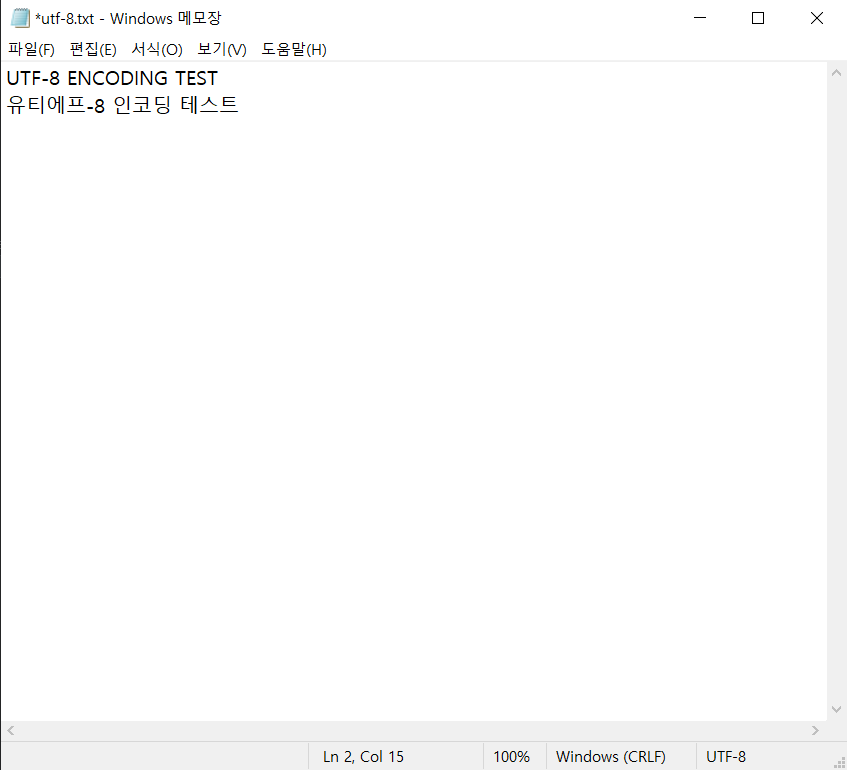 *utf-8.txt - Windows 메모장
파일(F) 편집(E) 서식(O) 보기(V) 도움말(H)
UTF-8 ENCODING TEST
유티에프-8 인코딩 테스트
Ln 2, Col 15 100% Windows (CRLF) UTF-8